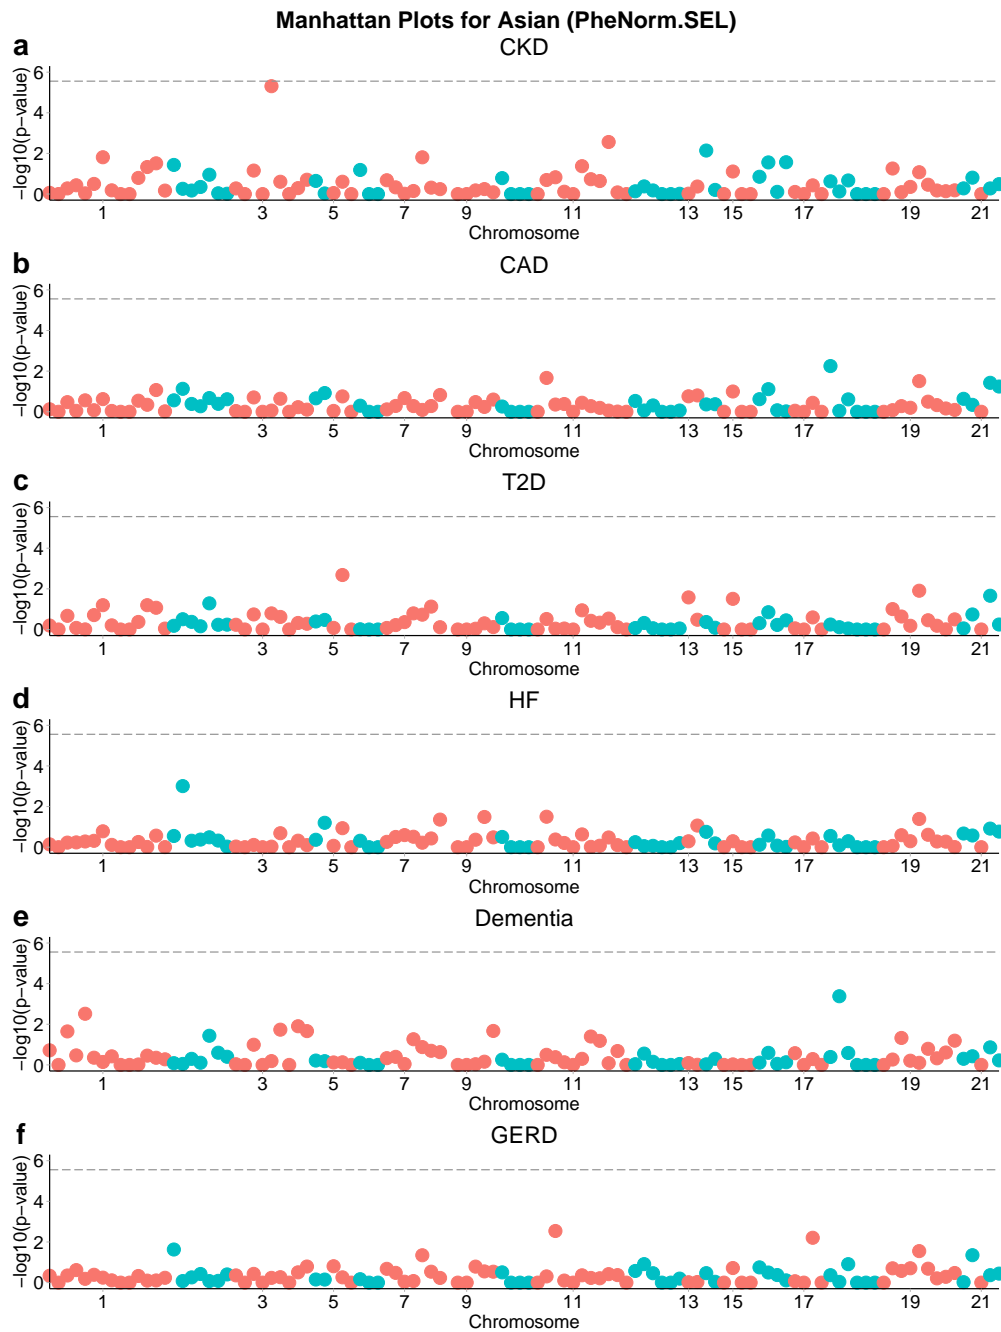 Manhattan Plots for Asian (PheNorm.SEL)
a
CKD
−log10(p−value)
6
4
2
0
1 3 5 7 9 11 13 15 17 19 21
Chromosome
b
CAD
−log10(p−value)
6
4
2
0
1 3 5 7 9 11 13 15 17 19 21
Chromosome
c
T2D
−log10(p−value)
6
4
2
0
1 3 5 7 9 11 13 15 17 19 21
Chromosome
d
HF
−log10(p−value)
6
4
2
0
1 3 5 7 9 11 13 15 17 19 21
Chromosome
e
Dementia
−log10(p−value)
6
4
2
0
1 3 5 7 9 11 13 15 17 19 21
Chromosome
f
GERD
−log10(p−value)
6
4
2
0
1 3 5 7 9 11 13 15 17 19 21
Chromosome